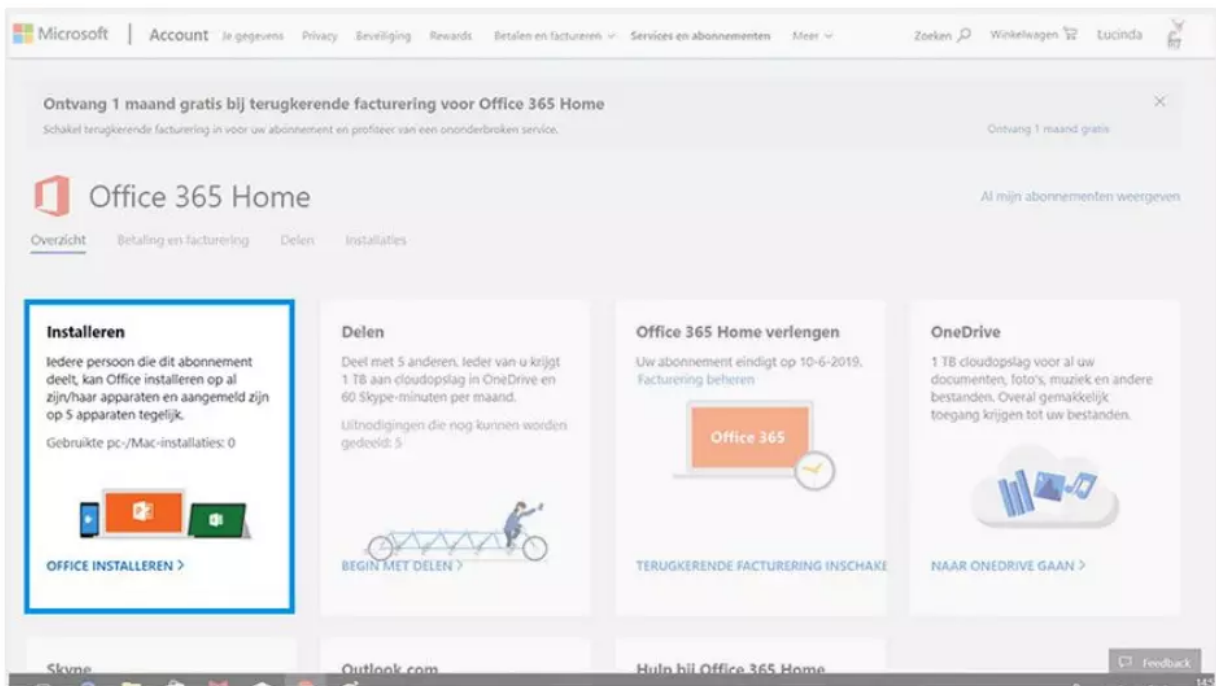 Microsoft | Account Je gegevens Privacy Beveiliging Rewards Betalen en factureren Services en abonnementen Meer Zoeken Winkelwagen Lucinda
Ontvang 1 maand gratis bij terugkerende facturering voor Office 365 Home
Schakel terugkerende facturering in voor uw abonnement en profiteer van een ononderbroken service.
Ontvang 1 maand gratis
Office 365 Home
Al mijn abonnementen weergeven
Overzicht Betaling en facturering Delen Installaties
Installeren
Iedere persoon die dit abonnement
deelt, kan Office installeren op al
zijn/haar apparaten en aangemeld zijn
op 5 apparaten tegelijk.
Gebruikte pc-/Mac-installaties: 0
OFFICE INSTALLEREN >
Delen
Deel met 5 anderen. Ieder van u krijgt
1 TB aan cloudopslag in OneDrive en
60 Skype-minuten per maand.
Uitnodigingen die nog kunnen worden
gedeeld: 5
BEGIN MET DELEN >
Office 365 Home verlengen
Uw abonnement eindigt op 10-6-2019.
Facturering beheren
Office 365
TERUGKERENDE FACTURERING INSCHAKE
OneDrive
1 TB cloudopslag voor al uw
documenten, foto's, muziek en andere
bestanden. Overal gemakkelijk
toegang krijgen tot uw bestanden.
NAAR ONEDRIVE GAAN >
Skype
Outlook.com
Hulp bij Office 365 Home
Feedback